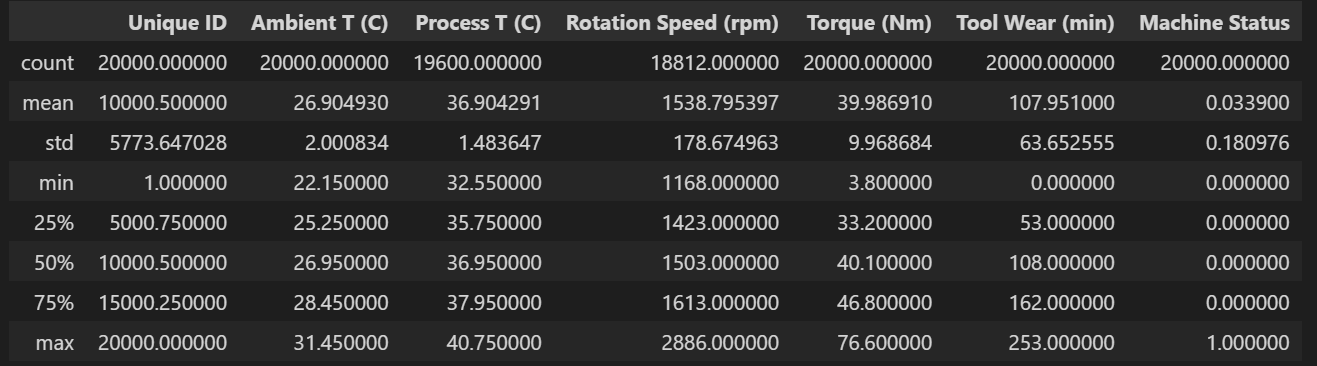 Unique ID Ambient T (C) Process T (C) Rotation Speed (rpm) Torque (Nm) Tool Wear (min) Machine Status
count 20000.000000 20000.000000 19600.000000 18812.000000 20000.000000 20000.000000 20000.000000
mean 10000.500000 26.904930 36.904291 1538.795397 39.986910 107.951000 0.033900
std 5773.647028 2.000834 1.483647 178.674963 9.968684 63.652555 0.180976
min 1.000000 22.150000 32.550000 1168.000000 3.800000 0.000000 0.000000
25% 5000.750000 25.250000 35.750000 1423.000000 33.200000 53.000000 0.000000
50% 10000.500000 26.950000 36.950000 1503.000000 40.100000 108.000000 0.000000
75% 15000.250000 28.450000 37.950000 1613.000000 46.800000 162.000000 0.000000
max 20000.000000 31.450000 40.750000 2886.000000 76.600000 253.000000 1.000000